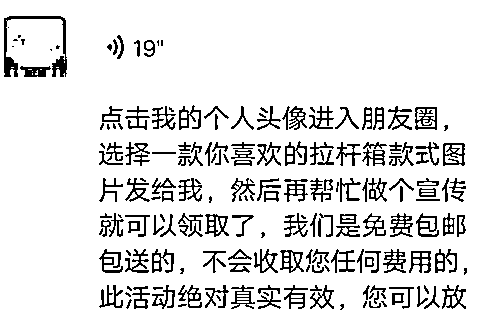 19"
点击我的个人头像进入朋友圈，
选择一款你喜欢的拉杆箱款式图
片发给我，然后再帮忙做个宣传
就可以领取了，我们是免费包邮
包送的，不会收取您任何费用的，
此活动绝对真实有效，您可以放